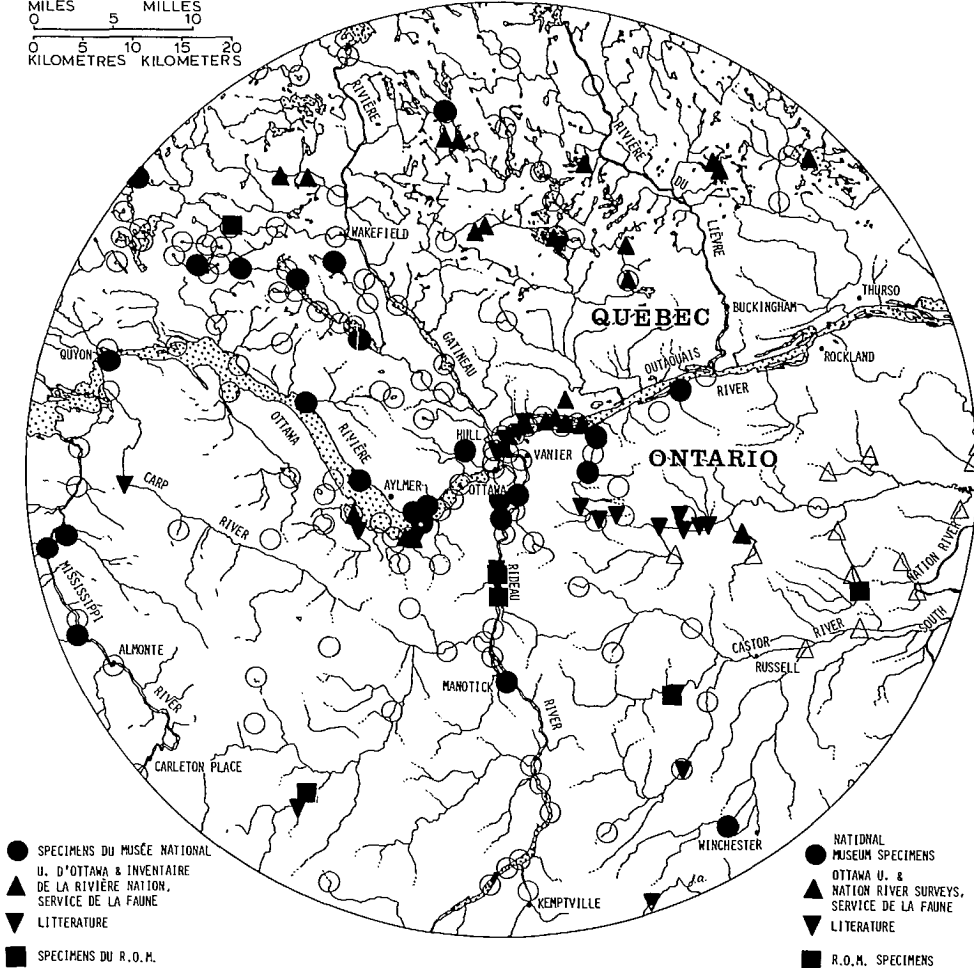 MILES MILLES
0 5 10
0 5 10 15 20
KILOMETRES KILOMETERS
RIVIÈRE
RIVIÈRE
DU
LIÈVRE
WAKEFIELD
THURSO
BUCKINGHAM
QUÉBEC
GATINEAU
QUYON
OUTAOUAIS
ROCKLAND
RIVER
OTTAWA
RIVIÈRE
HULL
VANIER
ONTARIO
CARP
AYLMER
OTTAWA
RIVER
NATION RIVER
MISSISSIPPI
RIDEAU
SOUTH
RIVER
CASTOR
ALMONTE
RUSSELL
MANOTICK
RIVER
RIVER
CARLETON PLACE
WINCHESTER
KEMPTVILLE
j.a.
SPECIMENS DU MUSÉE NATIONAL
U. D'OTTAWA & INVENTAIRE
DE LA RIVIÈRE NATION,
SERVICE DE LA FAUNE
LITTERATURE
SPECIMENS DU R.O.M.
NATIDNAL
MUSEUM SPECIMENS
OTTAWA U. &
NATION RIVER SURVEYS,
SERVICE DE LA FAUNE
LITERATURE
R.O.M. SPECIMENS